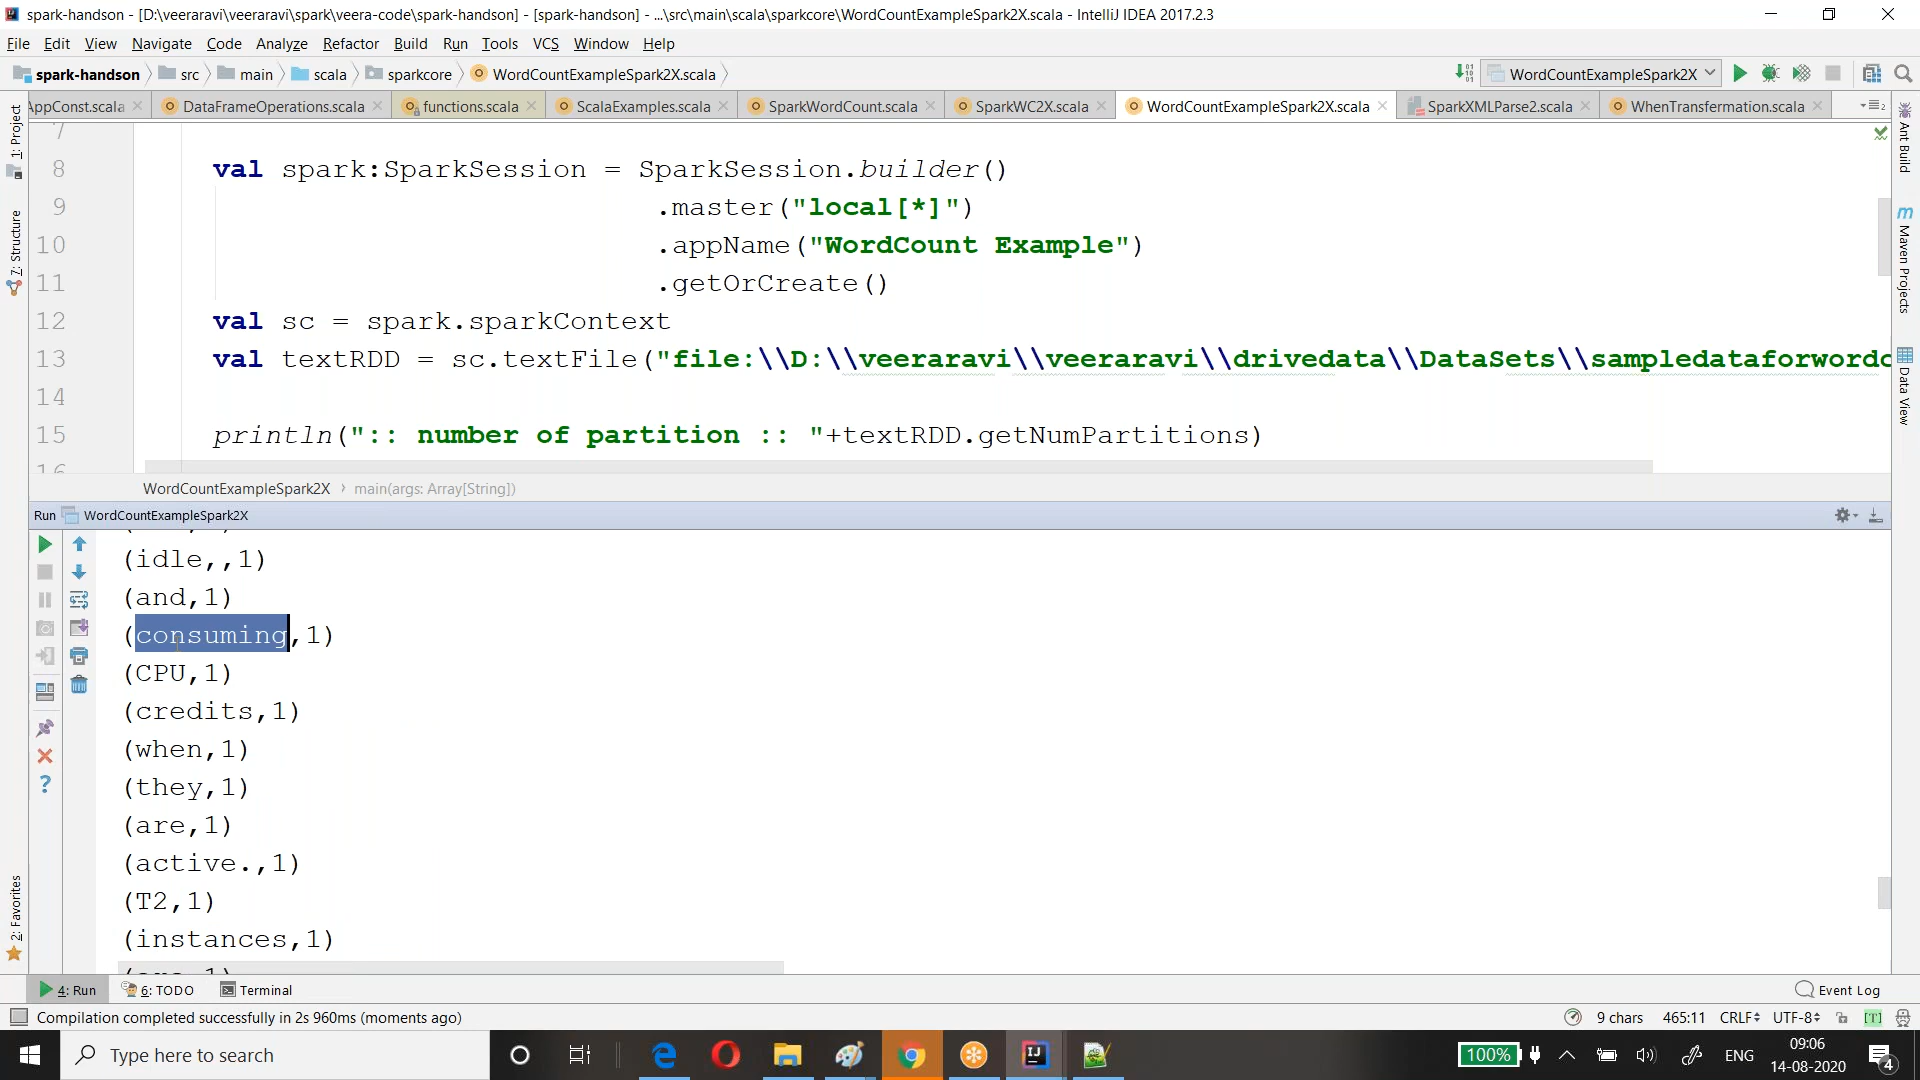 spark-handson - [D:\veeraravi\veeraravi\spark\veera-code\spark-handson] - [spark-handson] - ...\src\main\scala\sparkcore\WordCountExampleSpark2X.scala - IntelliJ IDEA 2017.2.3
File Edit View Navigate Code Analyze Refactor Build Run Tools VCS Window Help
spark-handson src main scala sparkcore WordCountExampleSpark2X.scala WordCountExampleSpark2X
AppConst.scala DataFrameOperations.scala functions.scala ScalaExamples.scala SparkWordCount.scala SparkWC2X.scala WordCountExampleSpark2X.scala SparkXMLParse2.scala WhenTransfermation.scala
1: Project
7: Structure
2: Favorites
Ant Build
Maven Projects
Data View
7
8 val spark:SparkSession = SparkSession.builder()
9 .master("local[*]")
10 .appName("WordCount Example")
11 .getOrCreate()
12 val sc = spark.sparkContext
13 val textRDD = sc.textFile("file:\\D:\\veeraravi\\veeraravi\\drivedata\\DataSets\\sampledataforwordc
14
15 println(":: number of partition :: "+textRDD.getNumPartitions)
16
WordCountExampleSpark2X main(args: Array[String])
Run WordCountExampleSpark2X
(idle,,1)
(and,1)
(consuming,1)
(CPU,1)
(credits,1)
(when,1)
(they,1)
(are,1)
(active.,1)
(T2,1)
(instances,1)
4: Run 6: TODO Terminal Event Log
Compilation completed successfully in 2s 960ms (moments ago) 9 chars 465:11 CRLF UTF-8 [T]
Type here to search 100% ENG 09:06
14-08-2020 4